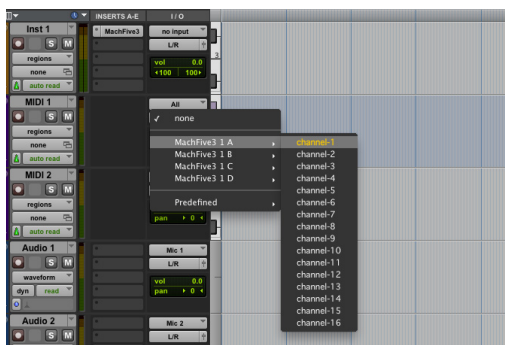 INSERTS A-E I / O
Inst 1 MachFive3 no input
S M L/R
regions vol 0.0
none 100 100
auto read
3
MIDI 1 All
S M
regions
none
auto read
✓ none
MachFive3 1 A
MachFive3 1 B
MachFive3 1 C
MachFive3 1 D
Predefined
channel-1
channel-2
channel-3
channel-4
channel-5
channel-6
channel-7
channel-8
channel-9
channel-10
channel-11
channel-12
channel-13
channel-14
channel-15
channel-16
MIDI 2
S M
regions
none pan 0
auto read
Audio 1 Mic 1
S M L/R
waveform vol 0.0
dyn read pan 0
Audio 2 Mic 2
S M L/R